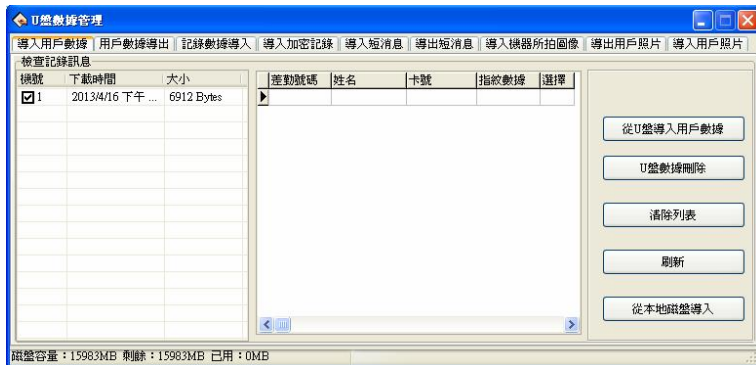 U盤數據管理
導入用戶數據 用戶數據導出 記錄數據導入 導入加密記錄 導入短消息 導出短消息 導入機器所拍圖像 導出用戶照片 導入用戶照片
檢查記錄訊息
機號 下載時間 大小
差勤號碼 姓名 卡號 指紋數據 選擇
1 2013/4/16 下午 ... 6912 Bytes
從U盤導入用戶數據
U盤數據刪除
清除列表
刷新
從本地磁盤導入
磁盤容量：15983MB 剩餘：15983MB 已用：0MB